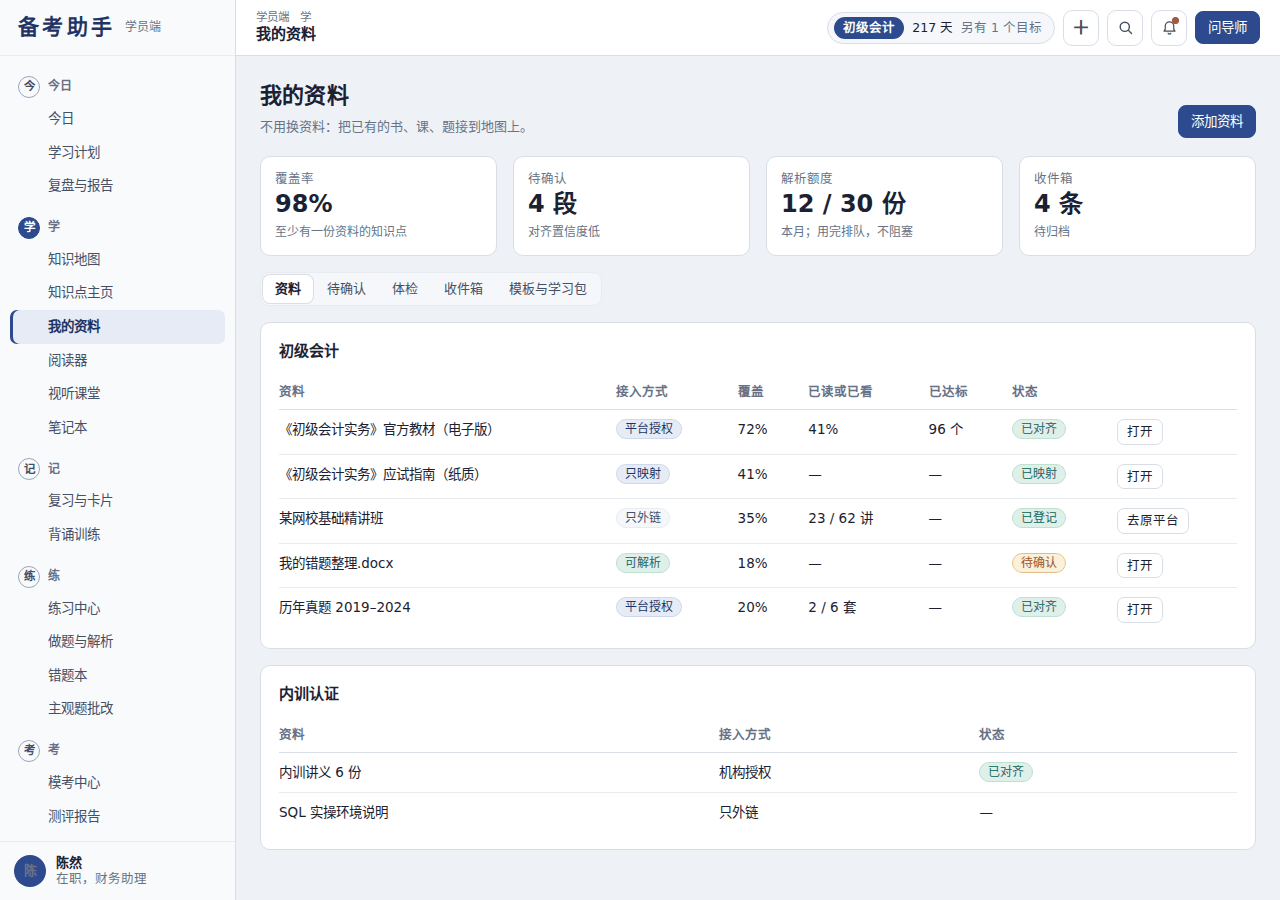 备考助手 学员端
今 今日
今日
学习计划
复盘与报告
学 学
知识地图
知识点主页
我的资料
阅读器
视听课堂
笔记本
记 记
复习与卡片
背诵训练
练 练
练习中心
做题与解析
错题本
主观题批改
考 考
模考中心
测评报告
陈 陈然
在职，财务助理
学员端 学
我的资料
初级会计 217 天 另有 1 个目标
问导师
我的资料
不用换资料：把已有的书、课、题接到地图上。
添加资料
覆盖率
98%
至少有一份资料的知识点
待确认
4 段
对齐置信度低
解析额度
12 / 30 份
本月；用完排队，不阻塞
收件箱
4 条
待归档
资料 待确认 体检 收件箱 模板与学习包
初级会计
资料 接入方式 覆盖 已读或已看 已达标 状态
《初级会计实务》官方教材（电子版） 平台授权 72% 41% 96 个 已对齐 打开
《初级会计实务》应试指南（纸质） 只映射 41% — — 已映射 打开
某网校基础精讲班 只外链 35% 23 / 62 讲 — 已登记 去原平台
我的错题整理.docx 可解析 18% — — 待确认 打开
历年真题 2019–2024 平台授权 20% 2 / 6 套 — 已对齐 打开
内训认证
资料 接入方式 状态
内训讲义 6 份 机构授权 已对齐
SQL 实操环境说明 只外链 —